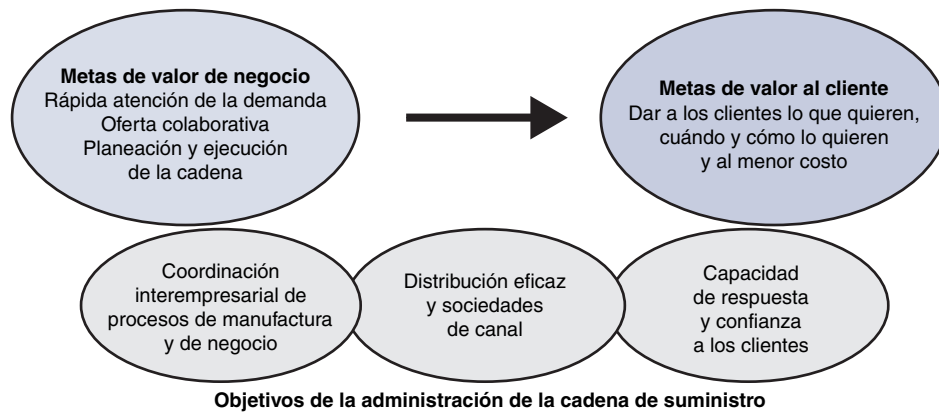 Metas de valor de negocio
Rápida atención de la demanda
Oferta colaborativa
Planeación y ejecución
de la cadena
Metas de valor al cliente
Dar a los clientes lo que quieren,
cuándo y cómo lo quieren
y al menor costo
Coordinación
interempresarial de
procesos de manufactura
y de negocio
Distribución eficaz
y sociedades
de canal
Capacidad
de respuesta
y confianza
a los clientes
Objetivos de la administración de la cadena de suministro